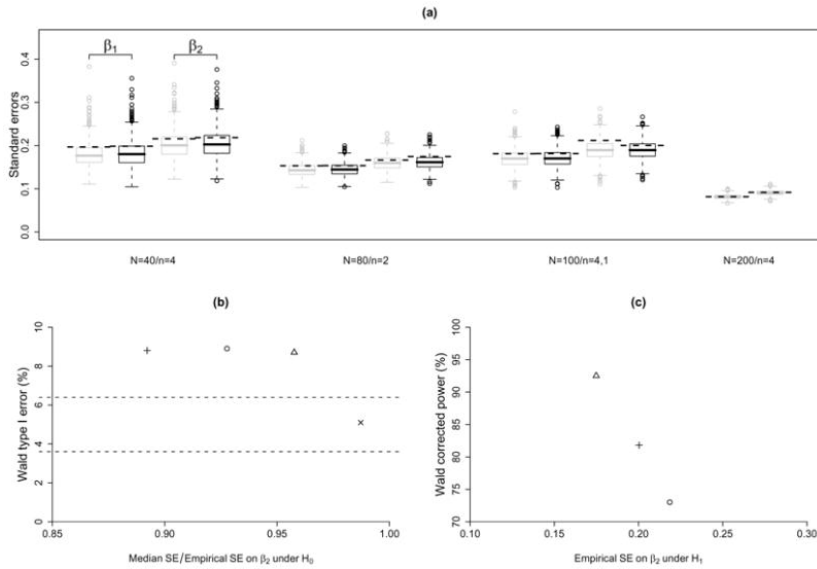 (a)
β1
β2
Standard errors
0.0
0.1
0.2
0.3
0.4
N=40/n=4
N=80/n=2
N=100/n=4,1
N=200/n=4
(b)
Wald type I error (%)
0
2
4
6
8
10
0.85
0.90
0.95
1.00
Median SE/Empirical SE on β2 under H0
(c)
Wald corrected power (%)
70
75
80
85
90
95
100
0.10
0.15
0.20
0.25
0.30
Empirical SE on β2 under H1